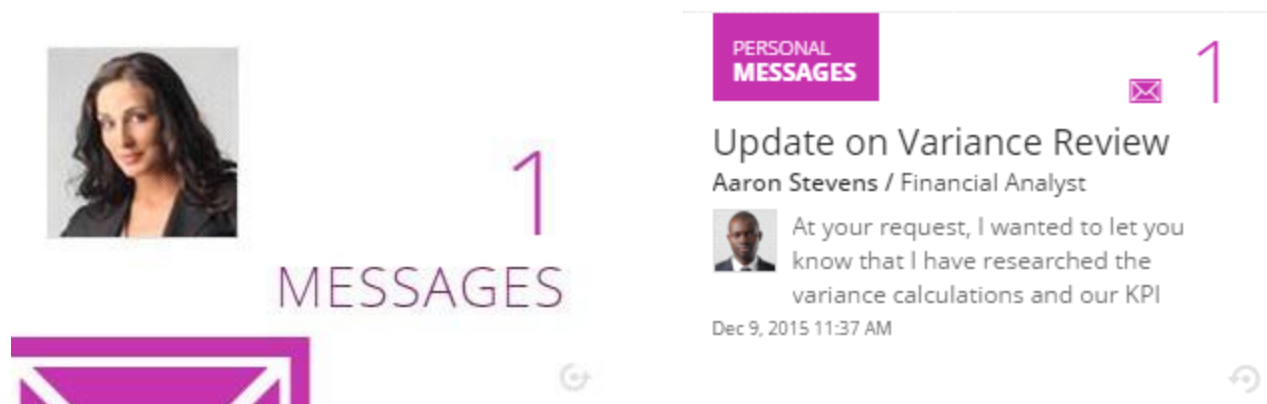 1
MESSAGES
PERSONAL
MESSAGES
1
Update on Variance Review
Aaron Stevens / Financial Analyst
At your request, I wanted to let you
know that I have researched the
variance calculations and our KPI
Dec 9, 2015 11:37 AM